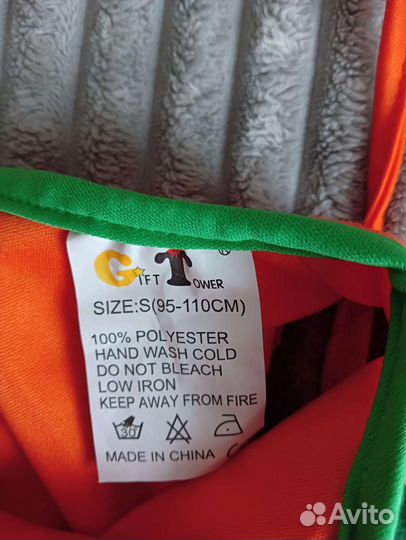 GIFT TOWER ®
SIZE:S(95-110CM)
100% POLYESTER
HAND WASH COLD
DO NOT BLEACH
LOW IRON
KEEP AWAY FROM FIRE
30
MADE IN CHINA
Avito